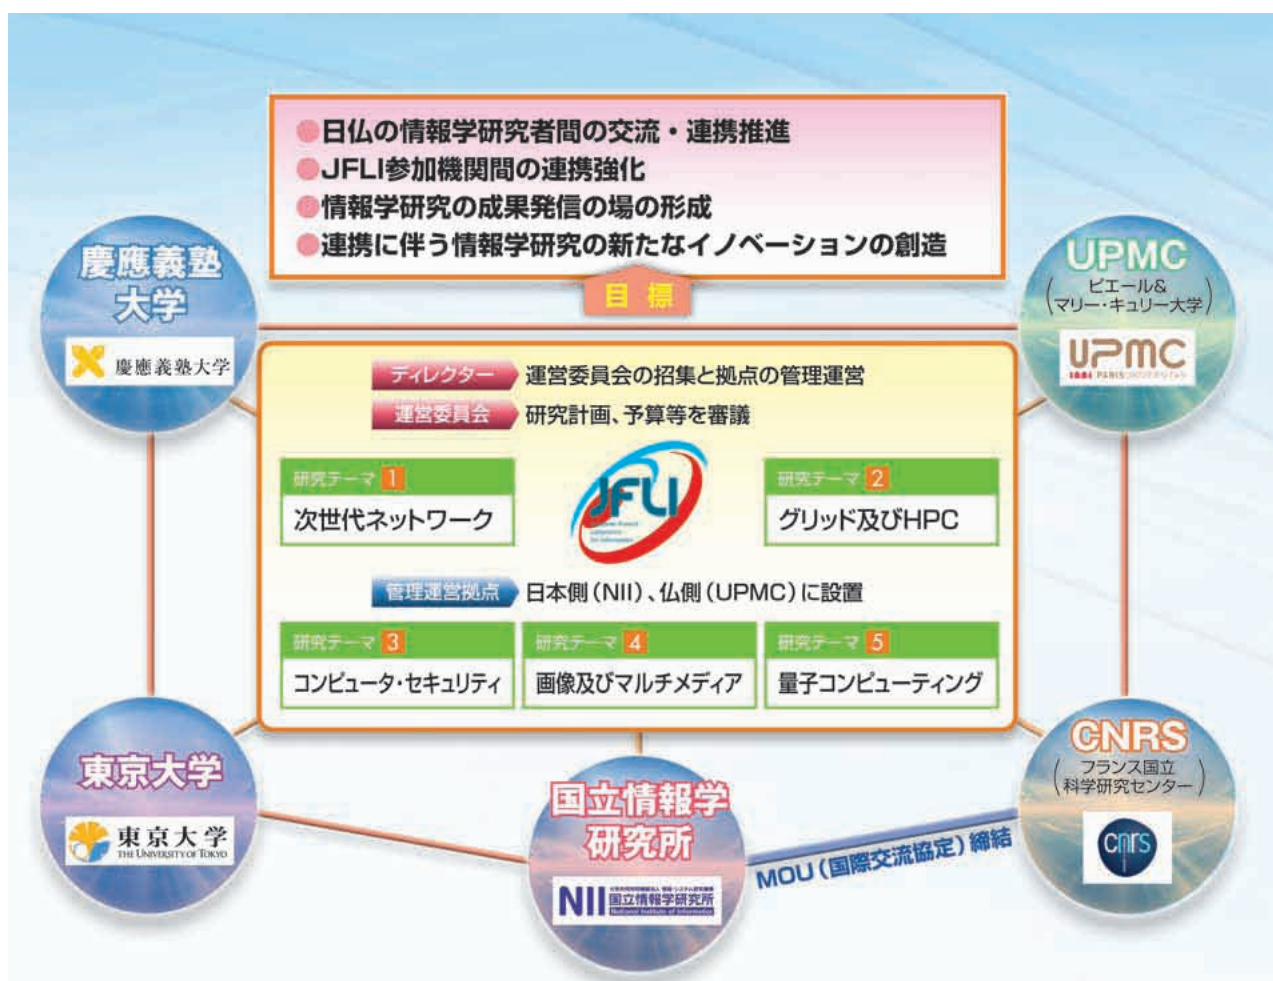 ●日仏の情報学研究者間の交流・連携推進
●JFLI参加機関間の連携強化
●情報学研究の成果発信の場の形成
●連携に伴う情報学研究の新たなイノベーションの創造
目標
慶應義塾
大学
慶應義塾大学
UPMC
(ピエール&
マリー・キュリー大学)
UPMC
ディレクター 運営委員会の招集と拠点の管理運営
運営委員会 研究計画、予算等を審議
研究テーマ 1
次世代ネットワーク
JFLI
研究テーマ 2
グリッド及びHPC
管理運営拠点 日本側(NII)、仏側(UPMC)に設置
研究テーマ 3
コンピュータ・セキュリティ
研究テーマ 4
画像及びマルチメディア
研究テーマ 5
量子コンピューティング
東京大学
東京大学
THE UNIVERSITY OF TOKYO
国立情報学
研究所
NII 国立情報学研究所
National Institute of Informatics
MOU(国際交流協定)締結
CNRS
(フランス国立
科学研究センター)
cnrs